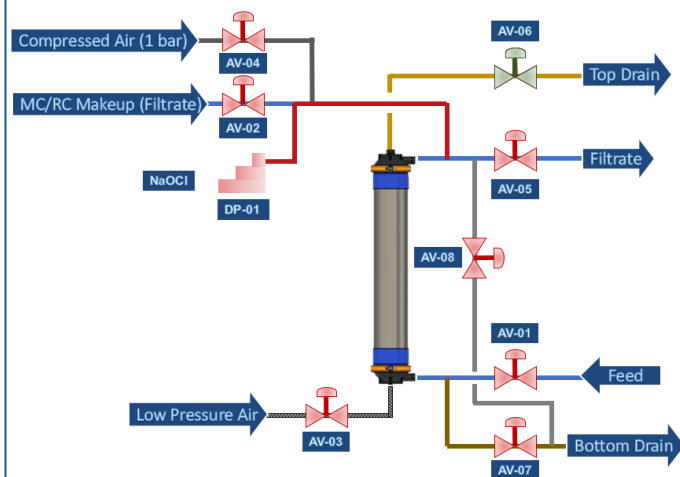 AV-06
Compressed Air (1 bar)
AV-04
Top Drain
MC/RC Makeup (Filtrate)
AV-02
Filtrate
NaOCl
AV-05
DP-01
AV-08
AV-01
Feed
Low Pressure Air
AV-03
Bottom Drain
AV-07